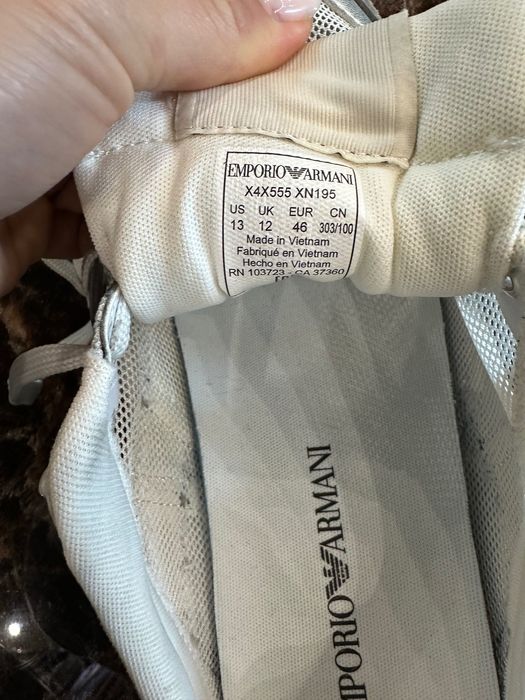 EMPORIO ARMANI
X4X555 XN195
US UK EUR CN
13 12 46 303/100
Made in Vietnam
Fabriqué en Vietnam
Hecho en Vietnam
RN 103723 - CA 37360
EMPORIO ARMANI